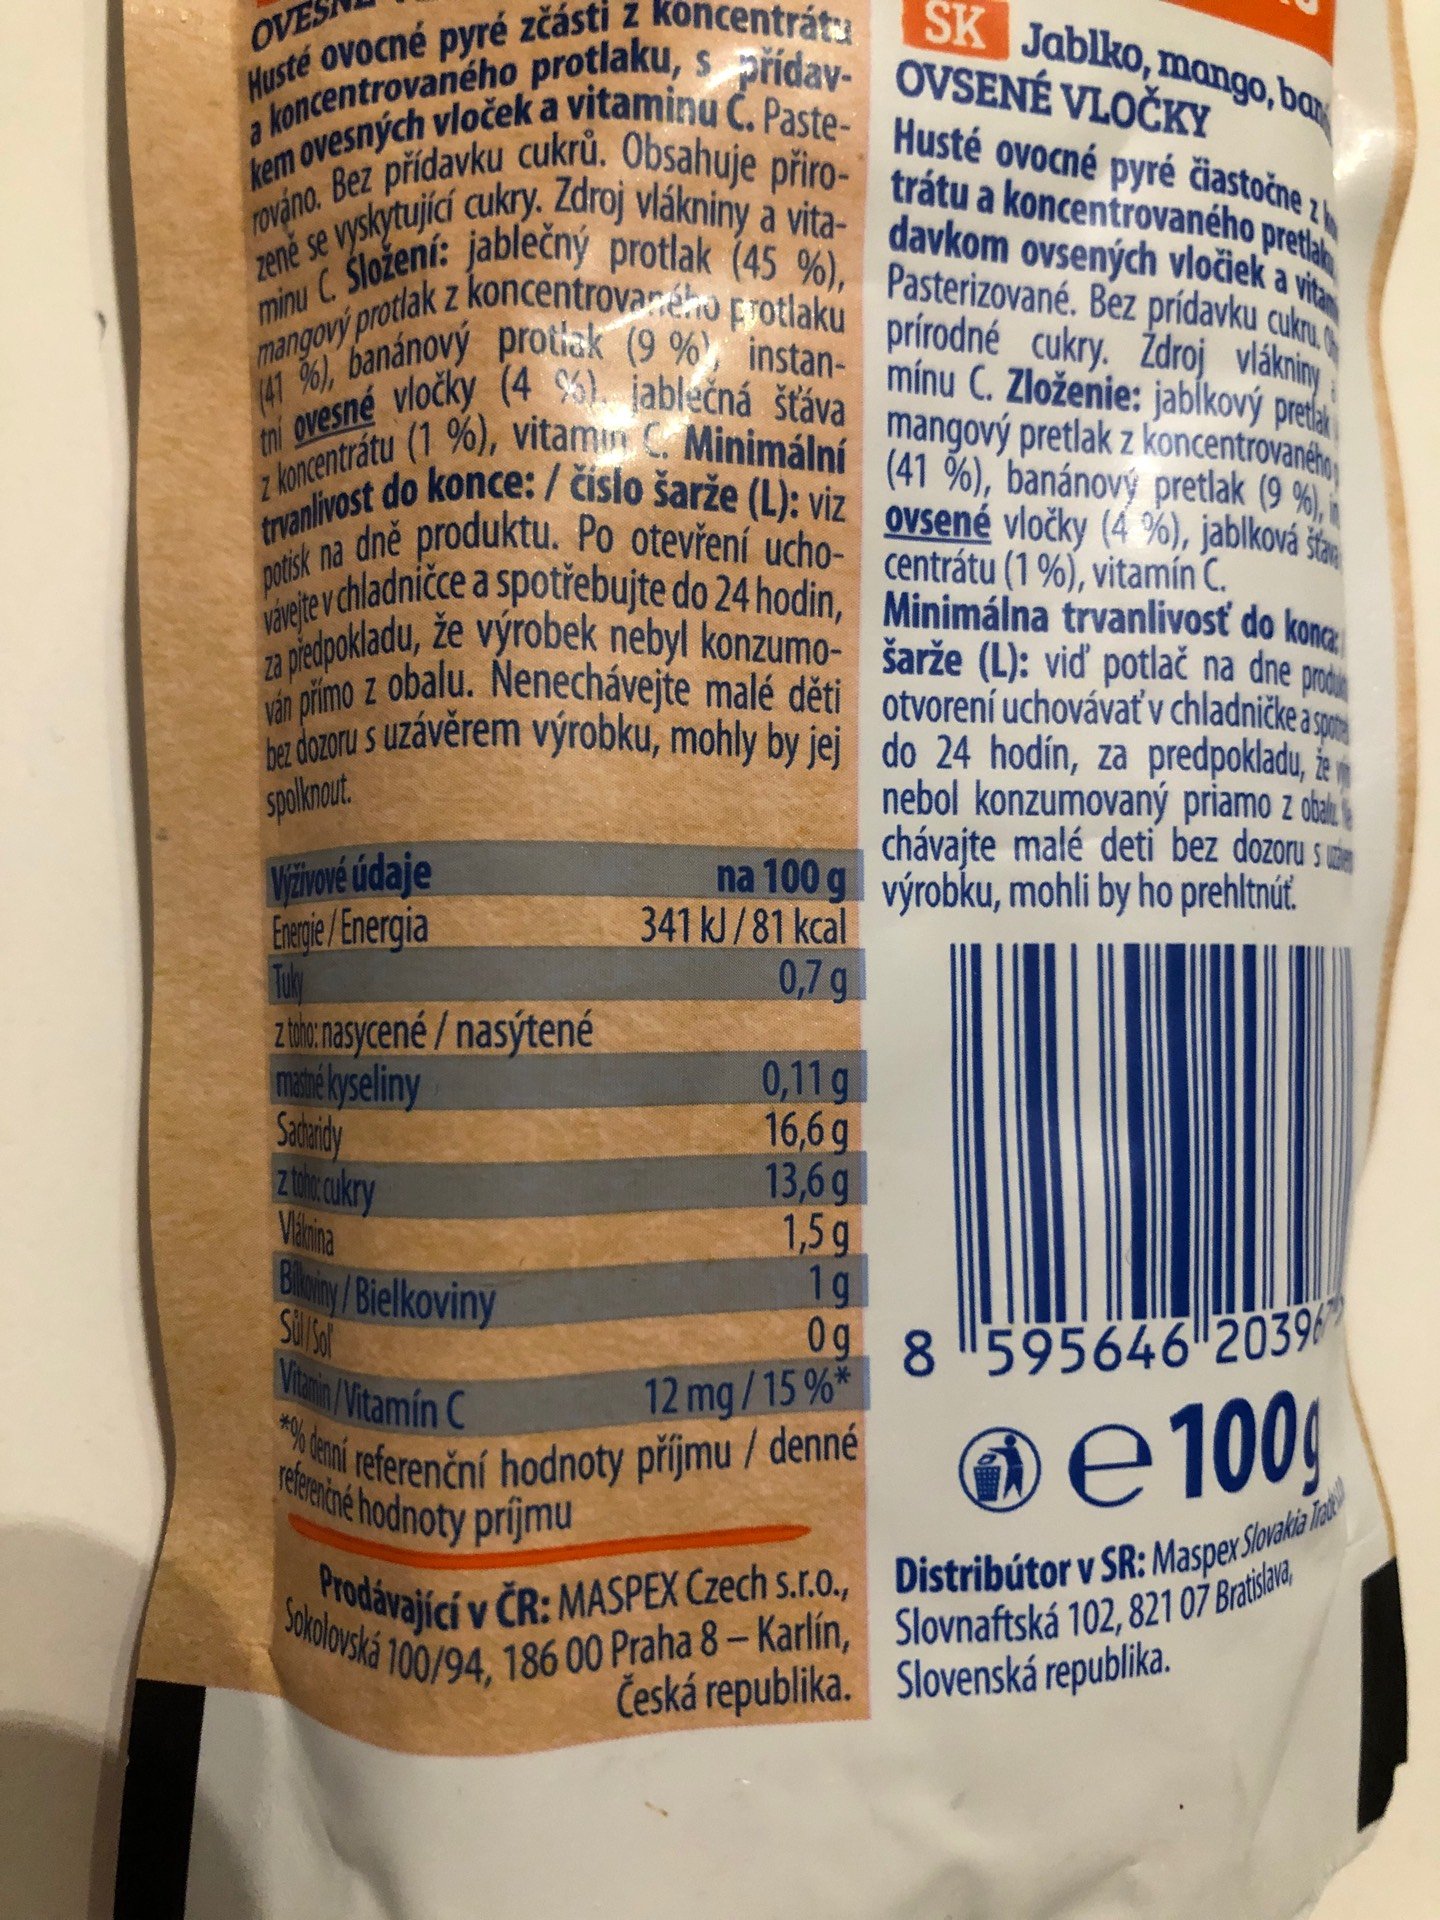 Husté ovocné pyré zčásti z koncentrátu
a koncentrovaného protlaku, s přídav-
kem ovesných vloček a vitaminu C. Paste-
rováno. Bez přídavku cukrů. Obsahuje přiro-
zeně se vyskytující cukry. Zdroj vlákniny a vita-
minu C. Složení: jablečný protlak (45 %),
mangový protlak z koncentrovaného protlaku
(41 %), banánový protlak (9 %), instan-
tní ovesné vločky (4 %), jablečná šťáva
z koncentrátu (1 %), vitamin C. Minimální
trvanlivost do konce: / číslo šarže (L): viz
potisk na dně produktu. Po otevření ucho-
vávejte v chladničce a spotřebujte do 24 hodin,
za předpokladu, že výrobek nebyl konzumo-
ván přímo z obalu. Nenechávejte malé děti
bez dozoru s uzávěrem výrobku, mohly by jej
spolknout.
Výživové údaje na 100 g
Energie / Energia 341 kJ / 81 kcal
Tuky 0,7 g
z toho: nasycené / nasýtené
mastné kyseliny 0,11 g
Sacharidy 16,6 g
z toho: cukry 13,6 g
Vláknina 1,5 g
Bílkoviny / Bielkoviny 1 g
Sůl / Soľ 0 g
Vitamin / Vitamín C 12 mg / 15 %*
*% denní referenční hodnoty příjmu / denné
referenčné hodnoty príjmu
Prodávající v ČR: MASPEX Czech s.r.o.,
Sokolovská 100/94, 186 00 Praha 8 – Karlín,
Česká republika.
SK Jablko, mango,
OVSENÉ VLOČKY
Husté ovocné pyré čiastočne z
trátu a koncentrovaného
davkom ovsených vločiek a
Pasterizované. Bez prídavku cukru.
prírodné cukry. Zdroj vlákniny
mínu C. Zloženie: jablkový pretlak
mangový pretlak z koncentrovaného
(41 %), banánový pretlak (9 %),
ovsené vločky (4 %), jablková šťava
centrátu (1 %), vitamín C.
Minimálna trvanlivosť do konca:
šarže (L): viď potlač na dne
otvorení uchovávať v chladničke a
do 24 hodín, za predpokladu, že
nebol konzumovaný priamo z obalu.
chávajte malé deti bez dozoru s
výrobku, mohli by ho prehltnúť.
8 595646 20396
e 100g
Distribútor v SR: Maspex Slovakia
Slovnaftská 102, 821 07 Bratislava,
Slovenská republika.